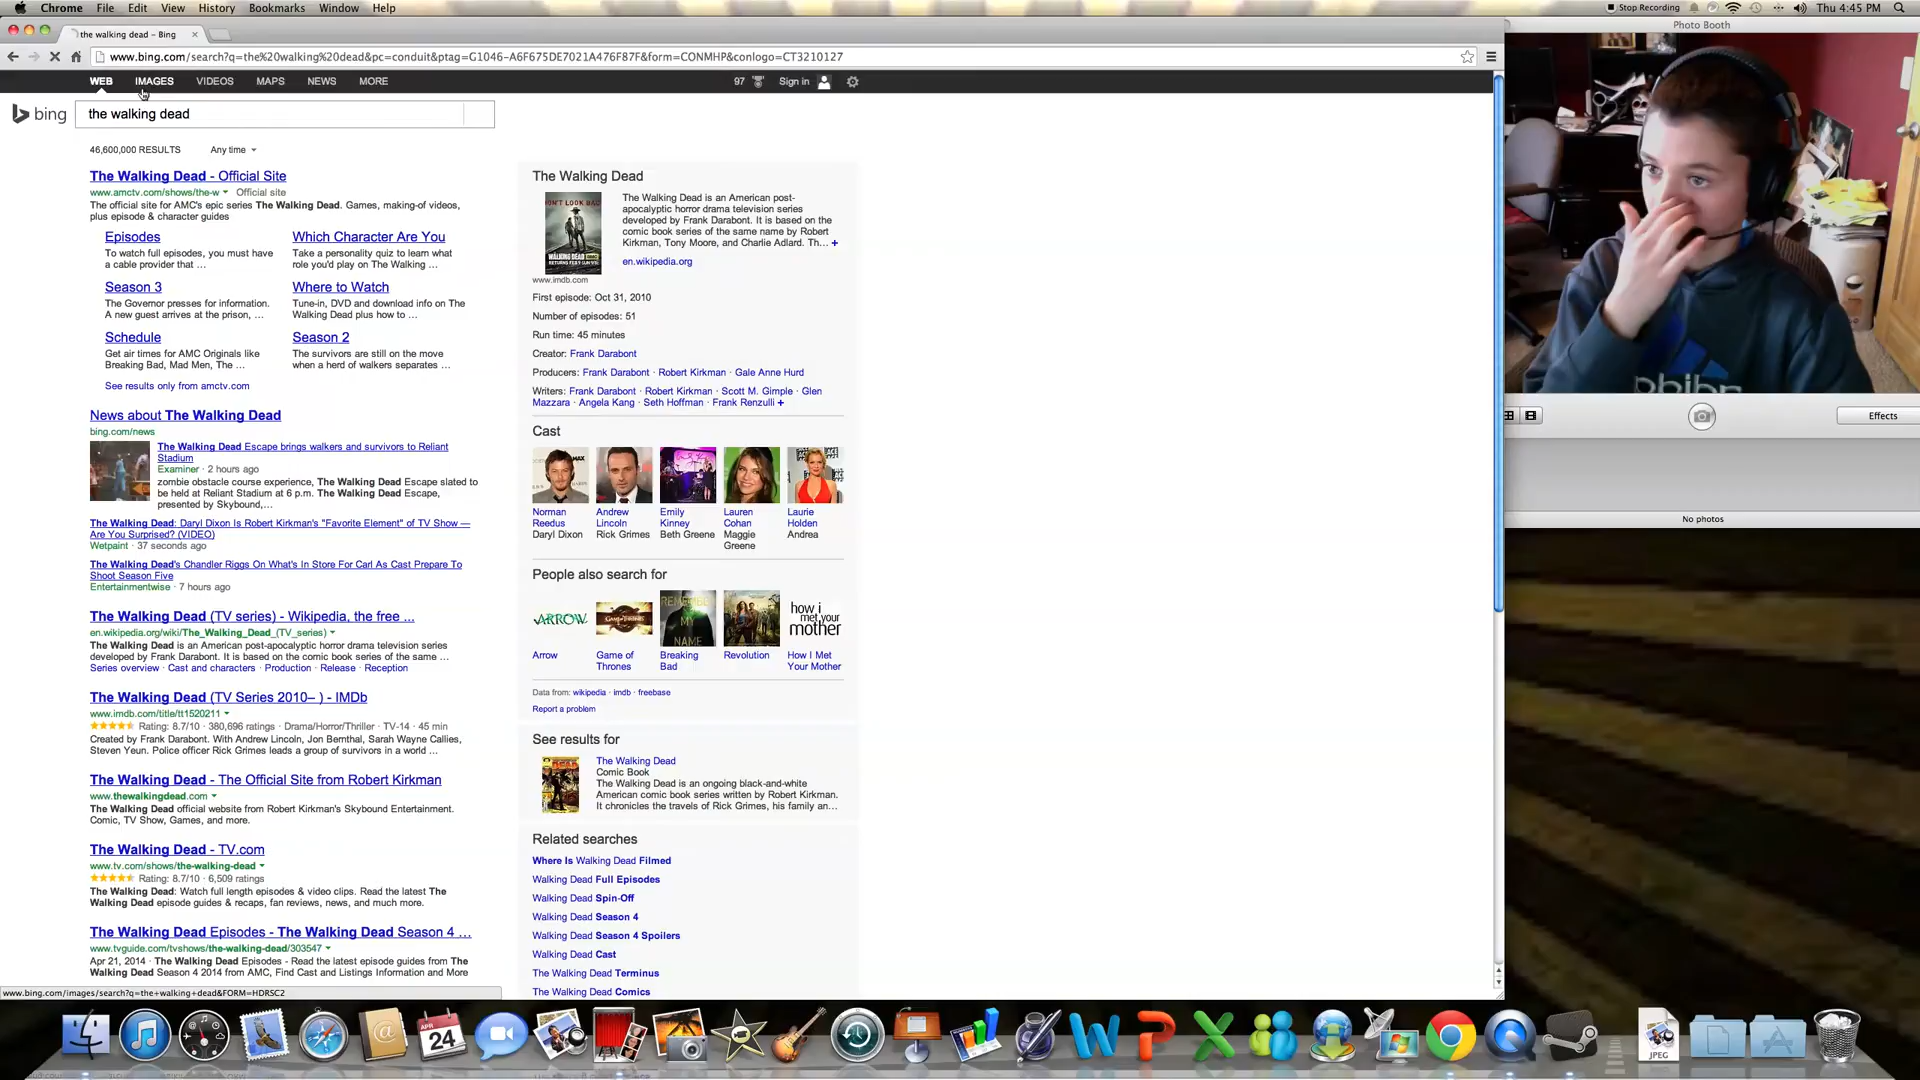 Chrome File Edit View History Bookmarks Window Help
Stop Recording Thu 4:45 PM
the walking dead – Bing
Photo Booth
www.bing.com/search?q=the%20walking%20dead&pc=conduit&ptag=G1046-A6F675DE7021A476F87F&form=CONMHP&conlogo=CT3210127
WEB IMAGES VIDEOS MAPS NEWS MORE 97 Sign in
bing the walking dead
46,600,000 RESULTS Any time
The Walking Dead - Official Site
www.amctv.com/shows/the-w Official site
The official site for AMC's epic series The Walking Dead. Games, making-of videos,
plus episode & character guides
Episodes
To watch full episodes, you must have
a cable provider that ...
Which Character Are You
Take a personality quiz to learn what
role you'd play on The Walking ...
Season 3
The Governor presses for information.
A new guest arrives at the prison, ...
Where to Watch
Tune-in, DVD and download info on The
Walking Dead plus how to ...
Schedule
Get air times for AMC Originals like
Breaking Bad, Mad Men, The ...
Season 2
The survivors are still on the move
when a herd of walkers separates ...
See results only from amctv.com
News about The Walking Dead
bing.com/news
The Walking Dead Escape brings walkers and survivors to Reliant
Stadium
Examiner · 2 hours ago
zombie obstacle course experience, The Walking Dead Escape slated to
be held at Reliant Stadium at 6 p.m. The Walking Dead Escape,
presented by Skybound,...
The Walking Dead: Daryl Dixon Is Robert Kirkman's "Favorite Element" of TV Show —
Are You Surprised? (VIDEO)
Wetpaint · 37 seconds ago
The Walking Dead's Chandler Riggs On What's In Store For Carl As Cast Prepare To
Shoot Season Five
Entertainmentwise · 7 hours ago
The Walking Dead (TV series) - Wikipedia, the free ...
en.wikipedia.org/wiki/The_Walking_Dead_(TV_series)
The Walking Dead is an American post-apocalyptic horror drama television series
developed by Frank Darabont. It is based on the comic book series of the same ...
Series overview · Cast and characters · Production · Release · Reception
The Walking Dead (TV Series 2010– ) - IMDb
www.imdb.com/title/tt1520211
Rating: 8.7/10 · 380,696 ratings · Drama/Horror/Thriller · TV-14 · 45 min
Created by Frank Darabont. With Andrew Lincoln, Jon Bernthal, Sarah Wayne Callies,
Steven Yeun. Police officer Rick Grimes leads a group of survivors in a world ...
The Walking Dead - The Official Site from Robert Kirkman
www.thewalkingdead.com
The Walking Dead official website from Robert Kirkman's Skybound Entertainment.
Comic, TV Show, Games, and more.
The Walking Dead - TV.com
www.tv.com/shows/the-walking-dead
Rating: 8.7/10 · 6,509 ratings
The Walking Dead: Watch full length episodes & video clips. Read the latest The
Walking Dead episode guides & recaps, fan reviews, news, and much more.
The Walking Dead Episodes - The Walking Dead Season 4 ...
www.tvguide.com/tvshows/the-walking-dead/303547
Apr 21, 2014 · The Walking Dead Episodes - Read the latest episode guides from The
Walking Dead Season 4 2014 from AMC, Find Cast and Listings Information and More
www.bing.com/images/search?q=the+walking+dead&FORM=HDRSC2
The Walking Dead
DON'T LOOK BACK
WALKING DEAD
RETURNS FEB 9
The Walking Dead is an American post-
apocalyptic horror drama television series
developed by Frank Darabont. It is based on the
comic book series of the same name by Robert
Kirkman, Tony Moore, and Charlie Adlard. Th... +
en.wikipedia.org
www.imdb.com
First episode: Oct 31, 2010
Number of episodes: 51
Run time: 45 minutes
Creator: Frank Darabont
Producers: Frank Darabont · Robert Kirkman · Gale Anne Hurd
Writers: Frank Darabont · Robert Kirkman · Scott M. Gimple · Glen
Mazzara · Angela Kang · Seth Hoffman · Frank Renzulli +
Cast
Norman
Reedus
Daryl Dixon
Andrew
Lincoln
Rick Grimes
Emily
Kinney
Beth Greene
Lauren
Cohan
Maggie
Greene
Laurie
Holden
Andrea
People also search for
ARROW
REMEMBER
MY
NAME
how i
met your
mother
Arrow
Game of
Thrones
Breaking
Bad
Revolution
How I Met
Your Mother
Data from: wikipedia · imdb · freebase
Report a problem
See results for
The Walking Dead
Comic Book
The Walking Dead is an ongoing black-and-white
American comic book series written by Robert Kirkman.
It chronicles the travels of Rick Grimes, his family an...
Related searches
Where Is Walking Dead Filmed
Walking Dead Full Episodes
Walking Dead Spin-Off
Walking Dead Season 4
Walking Dead Season 4 Spoilers
Walking Dead Cast
The Walking Dead Terminus
The Walking Dead Comics
Effects
No photos
APR
24
JPEG